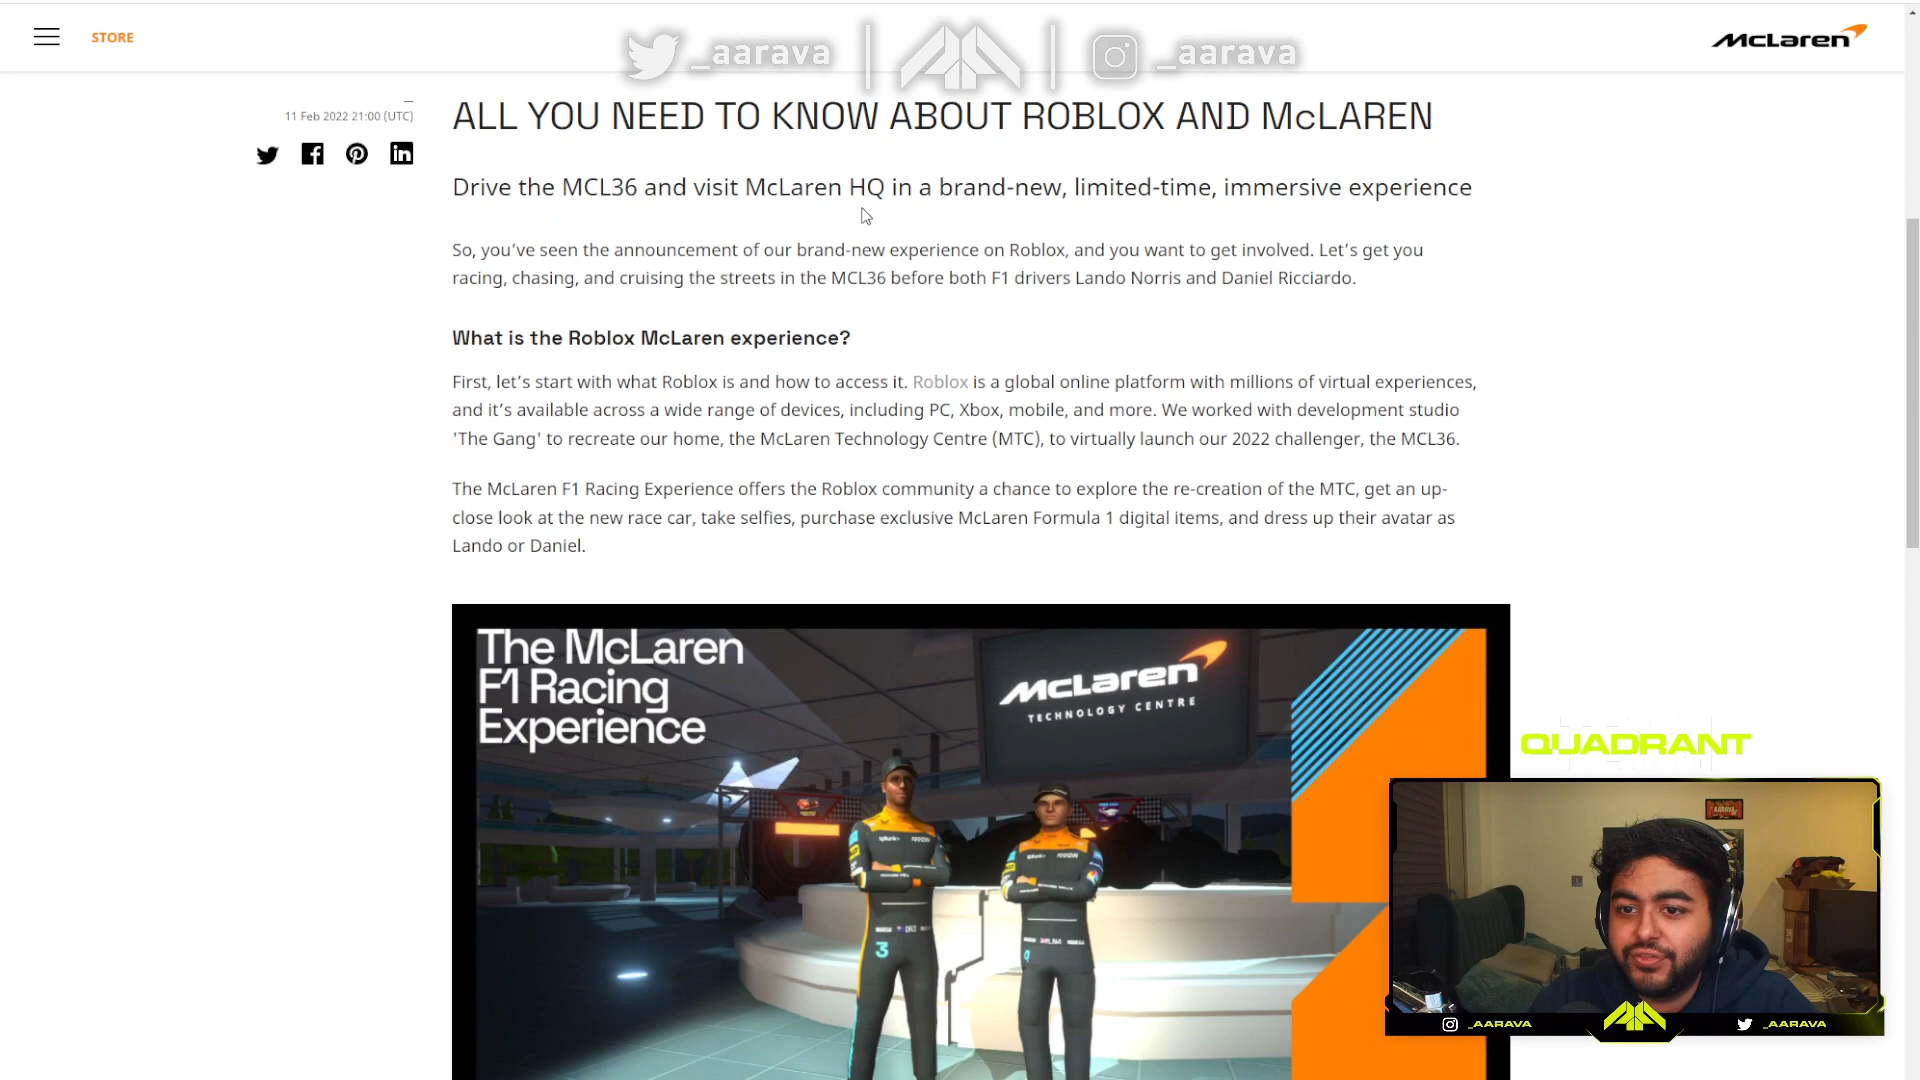 STORE
_aarava
_aarava
McLaren
11 Feb 2022 21:00 (UTC)
ALL YOU NEED TO KNOW ABOUT ROBLOX AND McLAREN
Drive the MCL36 and visit McLaren HQ in a brand-new, limited-time, immersive experience
So, you’ve seen the announcement of our brand-new experience on Roblox, and you want to get involved. Let’s get you
racing, chasing, and cruising the streets in the MCL36 before both F1 drivers Lando Norris and Daniel Ricciardo.
What is the Roblox McLaren experience?
First, let’s start with what Roblox is and how to access it. Roblox is a global online platform with millions of virtual experiences,
and it’s available across a wide range of devices, including PC, Xbox, mobile, and more. We worked with development studio
'The Gang' to recreate our home, the McLaren Technology Centre (MTC), to virtually launch our 2022 challenger, the MCL36.
The McLaren F1 Racing Experience offers the Roblox community a chance to explore the re-creation of the MTC, get an up-
close look at the new race car, take selfies, purchase exclusive McLaren Formula 1 digital items, and dress up their avatar as
Lando or Daniel.
The McLaren
F1 Racing
Experience
McLaren
TECHNOLOGY CENTRE
3
QUADRANT
AARAVA
_AARAVA
_AARAVA